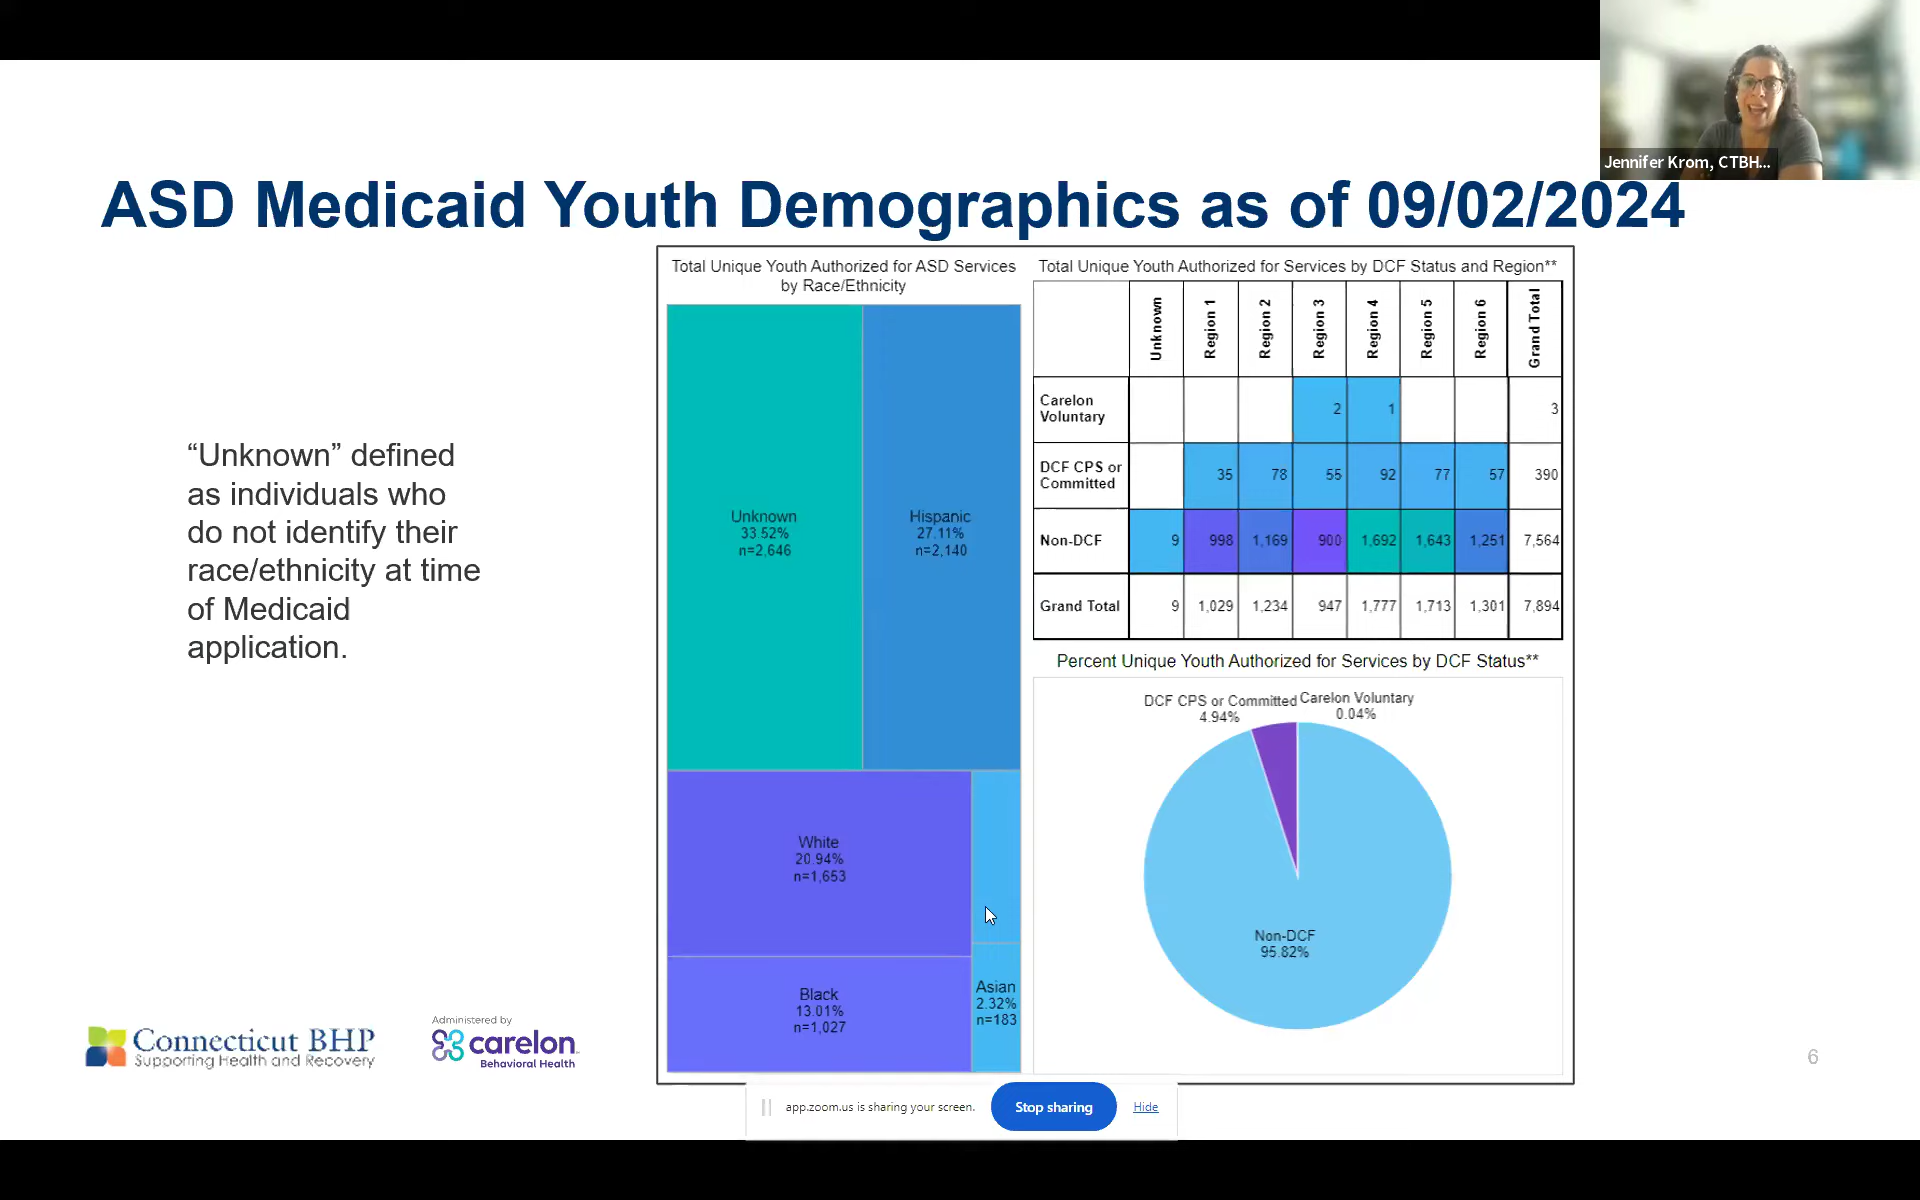 Jennifer Krom, CTBH...
ASD Medicaid Youth Demographics as of 09/02/2024
“Unknown” defined
as individuals who
do not identify their
race/ethnicity at time
of Medicaid
application.
Total Unique Youth Authorized for ASD Services
by Race/Ethnicity
Unknown
33.52%
n=2,646
Hispanic
27.11%
n=2,140
White
20.94%
n=1,653
Black
13.01%
n=1,027
Asian
2.32%
n=183
Total Unique Youth Authorized for Services by DCF Status and Region**
Unknown Region 1 Region 2 Region 3 Region 4 Region 5 Region 6 Grand Total
Carelon
Voluntary 2 1 3
DCF CPS or
Committed 35 78 55 92 77 57 390
Non-DCF 9 998 1,169 900 1,692 1,643 1,251 7,564
Grand Total 9 1,029 1,234 947 1,777 1,713 1,301 7,894
Percent Unique Youth Authorized for Services by DCF Status**
DCF CPS or Committed
4.94%
Carelon Voluntary
0.04%
Non-DCF
95.82%
Connecticut BHP
Supporting Health and Recovery
Administered by
carelon
Behavioral Health
6
app.zoom.us is sharing your screen.
Stop sharing
Hide